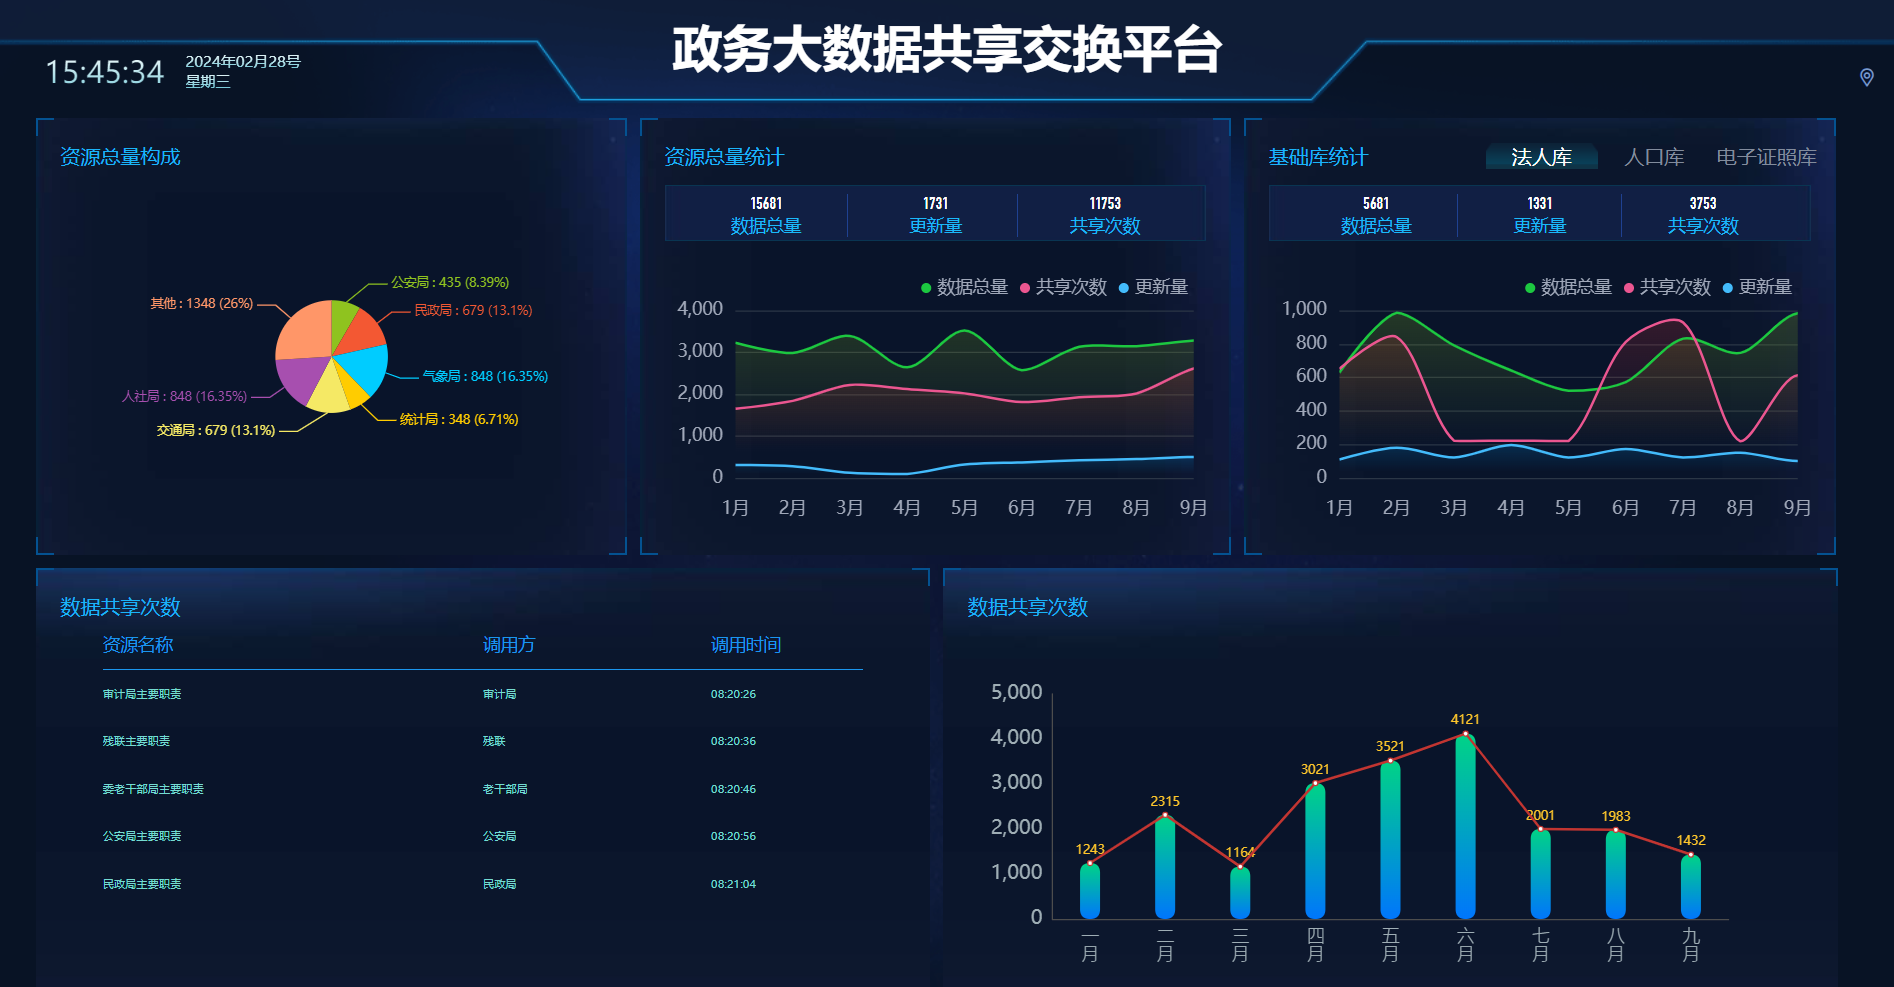 政务大数据共享交换平台
15:45:34
2024年02月28号
星期三
资源总量构成
公安局 : 435 (8.39%)
民政局 : 679 (13.1%)
气象局 : 848 (16.35%)
统计局 : 348 (6.71%)
交通局 : 679 (13.1%)
人社局 : 848 (16.35%)
其他 : 1348 (26%)
资源总量统计
15681 1731 11753
数据总量 更新量 共享次数
数据总量 共享次数 更新量
4,000
3,000
2,000
1,000
0
1月 2月 3月 4月 5月 6月 7月 8月 9月
基础库统计 法人库 人口库 电子证照库
5681 1331 3753
数据总量 更新量 共享次数
数据总量 共享次数 更新量
1,000
800
600
400
200
0
1月 2月 3月 4月 5月 6月 7月 8月 9月
数据共享次数
资源名称 调用方 调用时间
审计局主要职责 审计局 08:20:26
残联主要职责 残联 08:20:36
委老干部局主要职责 老干部局 08:20:46
公安局主要职责 公安局 08:20:56
民政局主要职责 民政局 08:21:04
数据共享次数
5,000
4,000
3,000
2,000
1,000
0
1243 2315 1164 3021 3521 4121 2001 1983 1432
一月 二月 三月 四月 五月 六月 七月 八月 九月